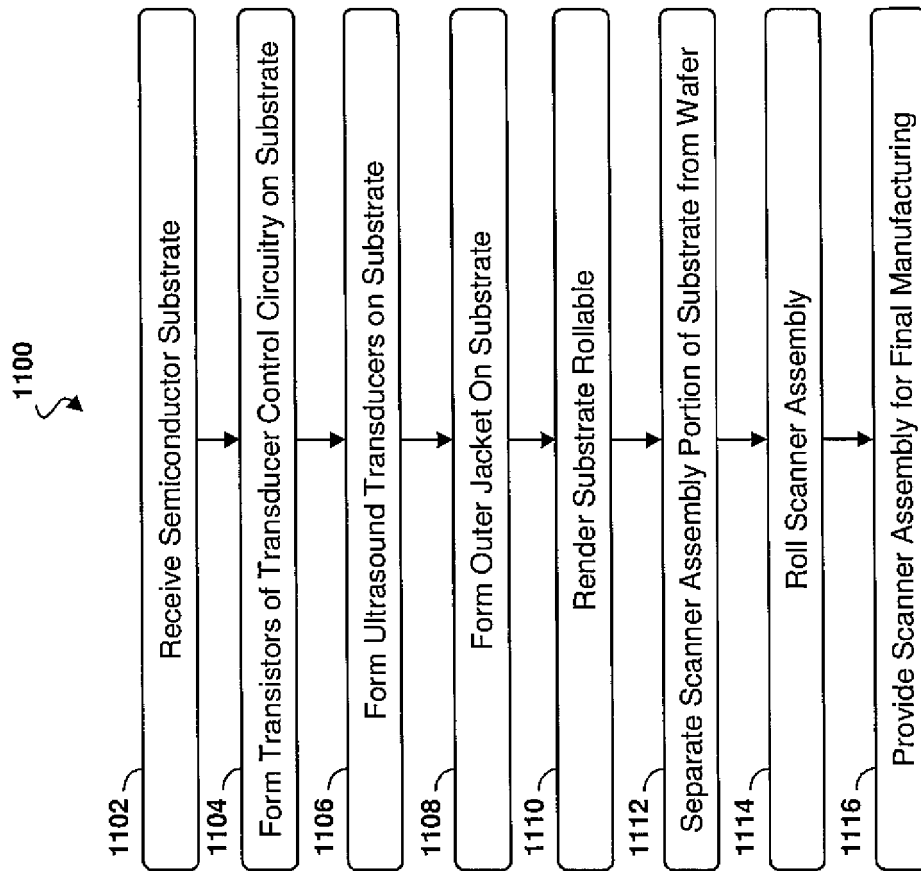 1100
1102
Receive Semiconductor Substrate
1104
Form Transistors of Transducer Control Circuitry on Substrate
1106
Form Ultrasound Transducers on Substrate
1108
Form Outer Jacket On Substrate
1110
Render Substrate Rollable
1112
Separate Scanner Assembly Portion of Substrate from Wafer
1114
Roll Scanner Assembly
1116
Provide Scanner Assembly for Final Manufacturing